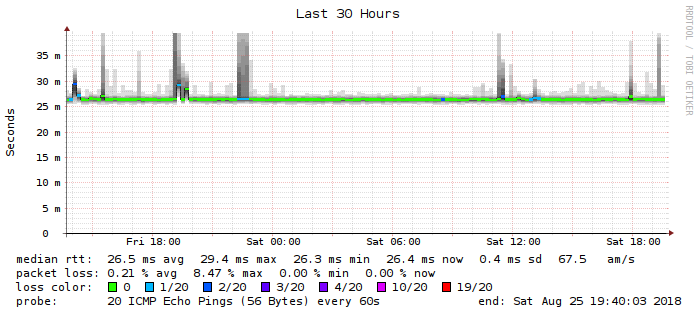 Last 30 Hours
RRDTOOL / TOBI OETIKER
Seconds
35 m
30 m
25 m
20 m
15 m
10 m
5 m
0
Fri 18:00 Sat 00:00 Sat 06:00 Sat 12:00 Sat 18:00
median rtt: 26.5 ms avg 29.4 ms max 26.3 ms min 26.4 ms now 0.4 ms sd 67.5 am/s
packet loss: 0.21 % avg 8.47 % max 0.00 % min 0.00 % now
loss color: 0 1/20 2/20 3/20 4/20 10/20 19/20
probe: 20 ICMP Echo Pings (56 Bytes) every 60s end: Sat Aug 25 19:40:03 2018